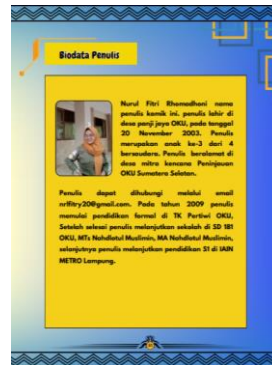 Biodata Penulis
Nurul Fitri Rhomadhoni nama
penulis komik ini. penulis lahir di
desa panji jaya OKU, pada tanggal
20 November 2003. Penulis
merupakan anak ke-3 dari 4
bersaudara. Penulis beralamat di
desa mitra kencana Peninjauan
OKU Sumatera Selatan.
Penulis dapat dihubungi melalui email
nrlfitry20@gmail.com. Pada tahun 2009 penulis
memulai pendidikan formal di TK Pertiwi OKU,
Setelah selesai penulis melanjutkan sekolah di SD 181
OKU, MTs Nahdlatul Muslimin, MA Nahdlatul Muslimin,
selanjutnya penulis melanjutkan pendidikan S1 di IAIN
METRO Lampung.